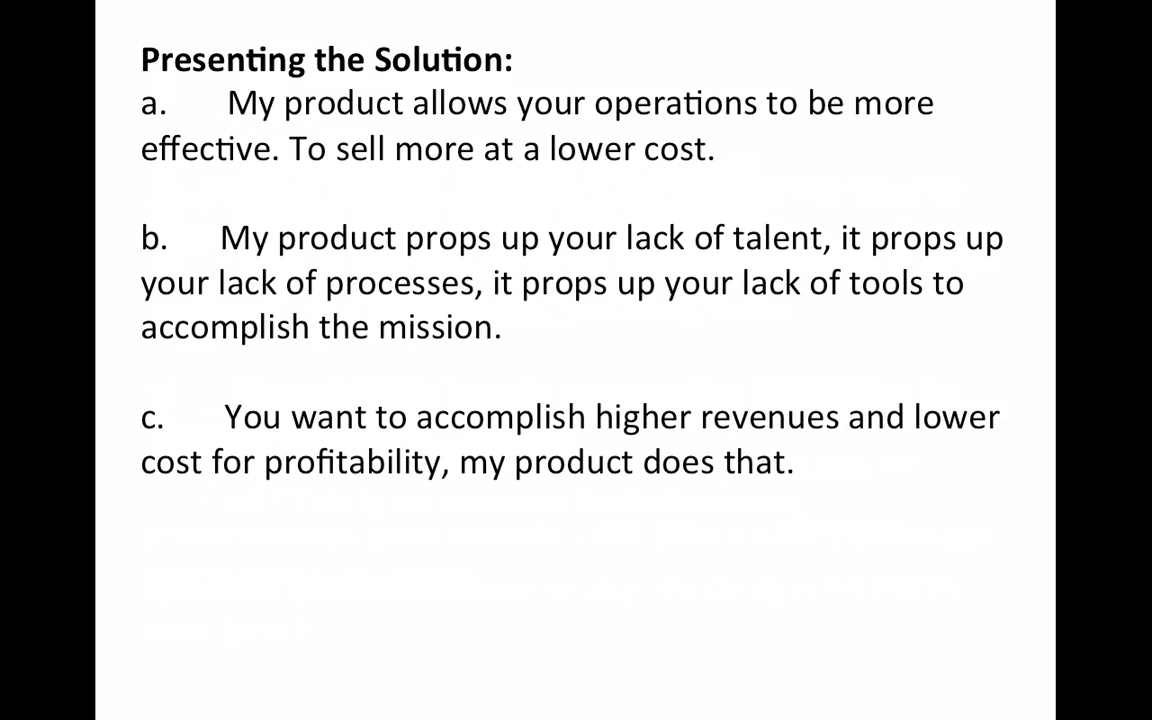 Presenting the Solution:
a. My product allows your operations to be more
effective. To sell more at a lower cost.
b. My product props up your lack of talent, it props up
your lack of processes, it props up your lack of tools to
accomplish the mission.
c. You want to accomplish higher revenues and lower
cost for profitability, my product does that.